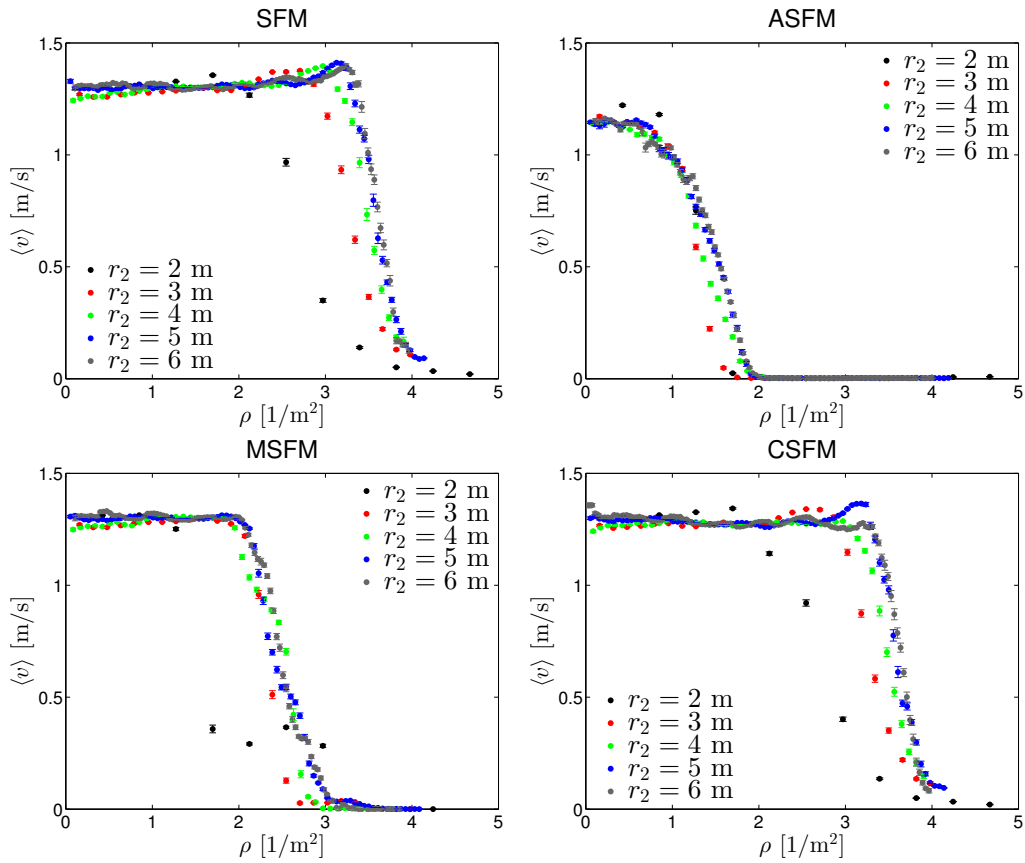 SFM
1.5
1
0.5
0
⟨v⟩ [m/s]
r₂ = 2 m
r₂ = 3 m
r₂ = 4 m
r₂ = 5 m
r₂ = 6 m
0 1 2 3 4 5
ρ [1/m²]
ASFM
1.5
1
0.5
0
⟨v⟩ [m/s]
r₂ = 2 m
r₂ = 3 m
r₂ = 4 m
r₂ = 5 m
r₂ = 6 m
0 1 2 3 4 5
ρ [1/m²]
MSFM
1.5
1
0.5
0
⟨v⟩ [m/s]
r₂ = 2 m
r₂ = 3 m
r₂ = 4 m
r₂ = 5 m
r₂ = 6 m
0 1 2 3 4 5
ρ [1/m²]
CSFM
1.5
1
0.5
0
⟨v⟩ [m/s]
r₂ = 2 m
r₂ = 3 m
r₂ = 4 m
r₂ = 5 m
r₂ = 6 m
0 1 2 3 4 5
ρ [1/m²]